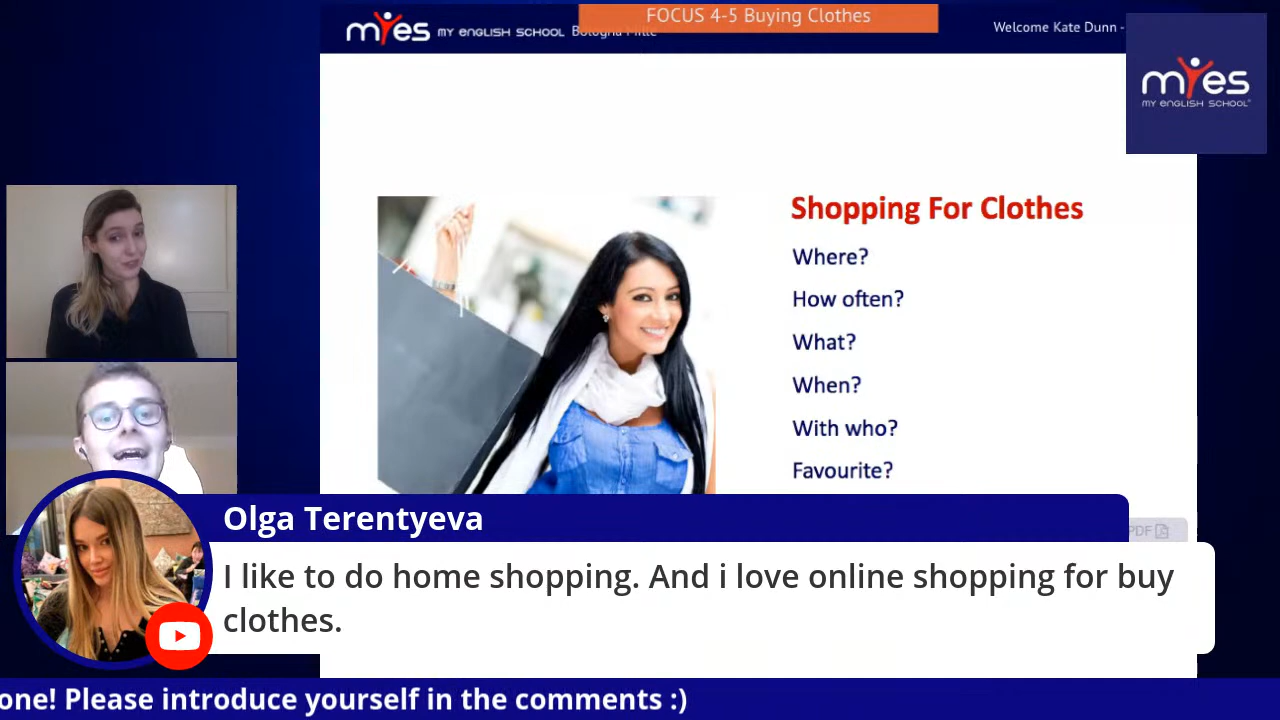 FOCUS 4-5 Buying Clothes
myes MY ENGLISH SCHOOL Bologna
Welcome Kate Dunn -
myes
MY ENGLISH SCHOOL
Shopping For Clothes
Where?
How often?
What?
When?
With who?
Favourite?
PDF
Olga Terentyeva
I like to do home shopping. And i love online shopping for buy
clothes.
one! Please introduce yourself in the comments :)